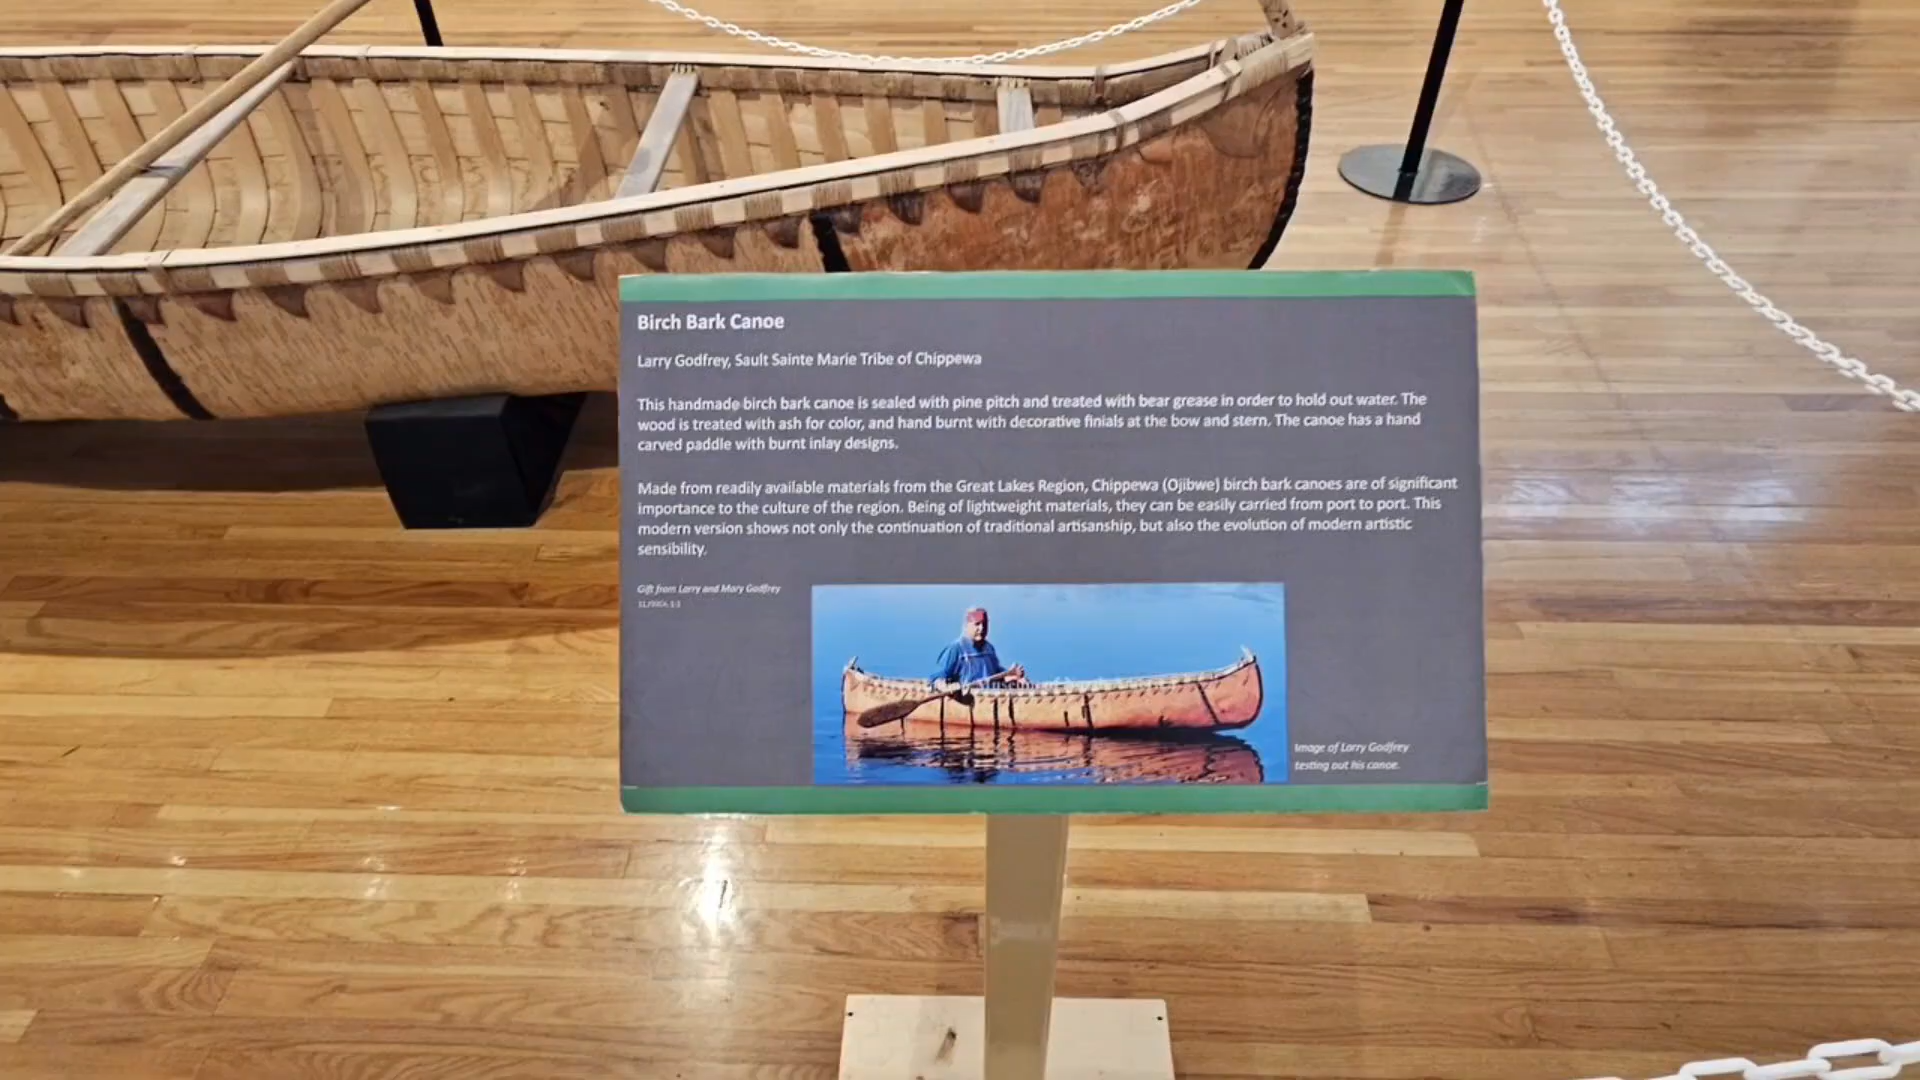 Birch Bark Canoe
Larry Godfrey, Sault Sainte Marie Tribe of Chippewa
This handmade birch bark canoe is sealed with pine pitch and treated with bear grease in order to hold out water. The
wood is treated with ash for color, and hand burnt with decorative finials at the bow and stern. The canoe has a hand
carved paddle with burnt inlay designs.
Made from readily available materials from the Great Lakes Region, Chippewa (Ojibwe) birch bark canoes are of significant
importance to the culture of the region. Being of lightweight materials, they can be easily carried from port to port. This
modern version shows not only the continuation of traditional artisanship, but also the evolution of modern artistic
sensibility.
Gift from Larry and Mary Godfrey
Image of Larry Godfrey
testing out his canoe.